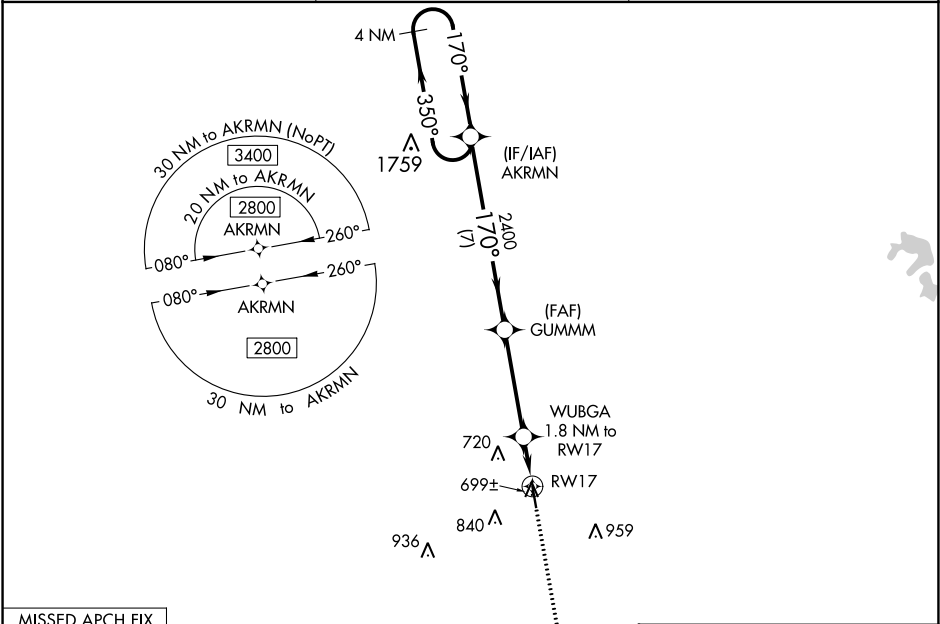 4 NM
170°
350°
1759
(IF/IAF)
AKRMN
30 NM to AKRMN (NoPT)
3400
20 NM to AKRMN
2800
AKRMN
080°
260°
080°
260°
AKRMN
2800
30 NM to AKRMN
2400
170°
(7)
(FAF)
GUMMM
WUBGA
1.8 NM to
RW17
720
699±
RW17
840
959
936
MISSED APCH FIX